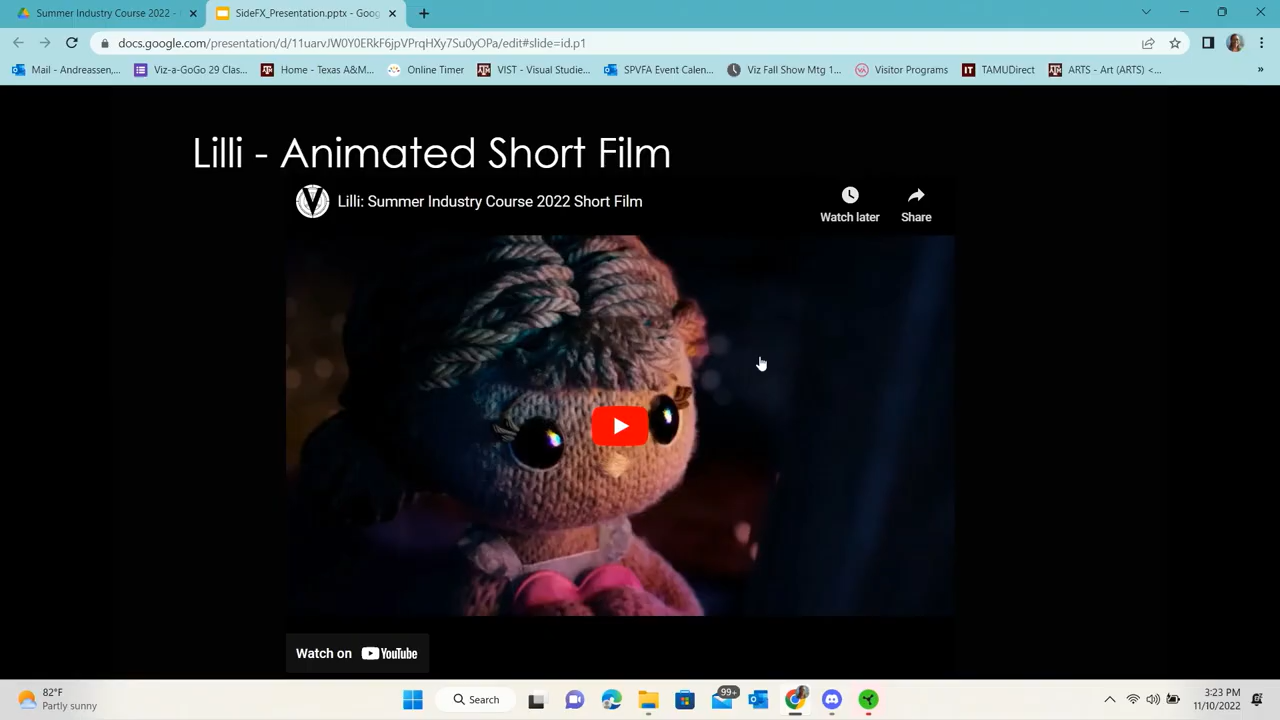 Summer Industry Course 2022 -
SideFX_Presentation.pptx - Goog
docs.google.com/presentation/d/11uarvJW0Y0ERkF6jpVPrqHXy7Su0yOPa/edit#slide=id.p1
Mail - Andreassen,...
Viz-a-GoGo 29 Clas...
Home - Texas A&M...
Online Timer
VIST - Visual Studie...
SPVFA Event Calen...
Viz Fall Show Mtg 1...
Visitor Programs
IT TAMUDirect
ARTS - Art (ARTS) <...
»
Lilli - Animated Short Film
Lilli: Summer Industry Course 2022 Short Film
Watch later
Share
Watch on YouTube
82°F
Partly sunny
Search
99+
3:23 PM
11/10/2022